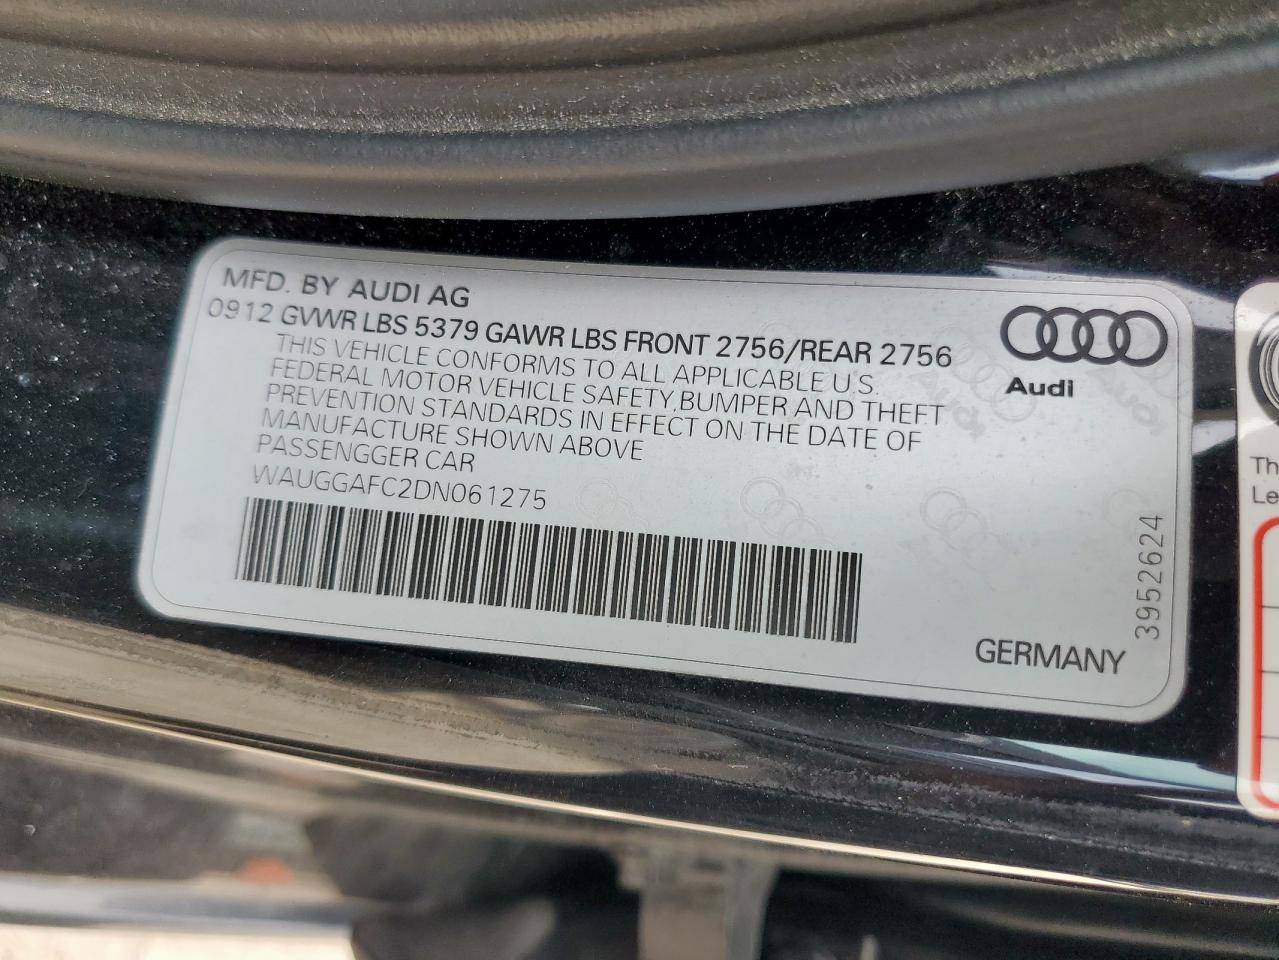 MFD. BY AUDI AG
0912 GVWR LBS 5379 GAWR LBS FRONT 2756/REAR 2756
THIS VEHICLE CONFORMS TO ALL APPLICABLE U.S.
FEDERAL MOTOR VEHICLE SAFETY,BUMPER AND THEFT
PREVENTION STANDARDS IN EFFECT ON THE DATE OF
MANUFACTURE SHOWN ABOVE
PASSENGGER CAR
WAUGGAFC2DN061275
Audi
3952624
GERMANY
Th
Le